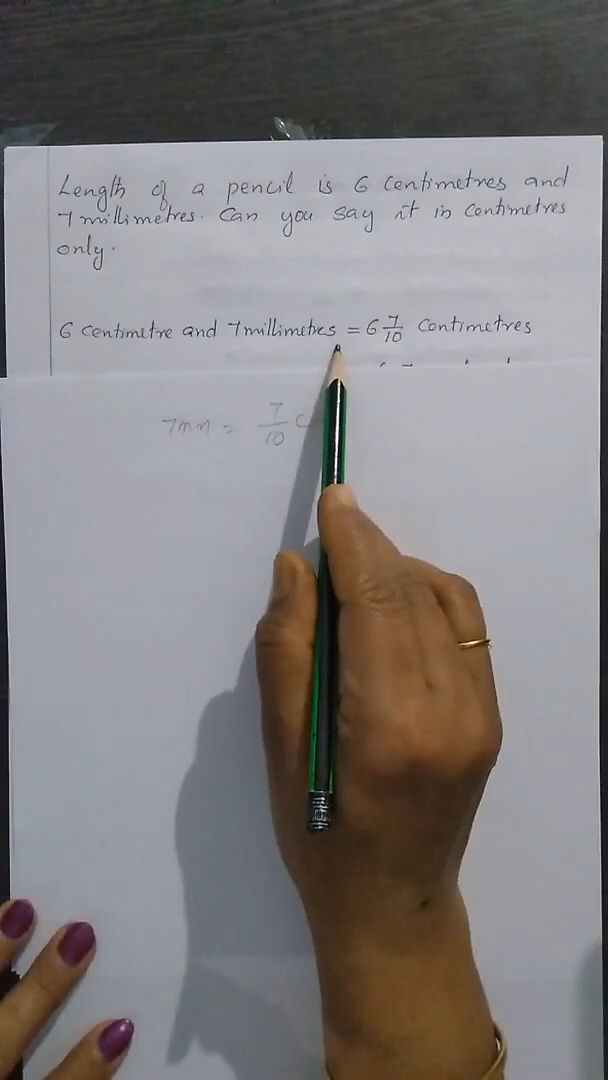 Length of a pencil is 6 centimetres and
7 millimetres. Can you say it in centimetres
only.
6 centimetre and 7 millimetres = 6 7/10 centimetres
7mm = 7/10 c